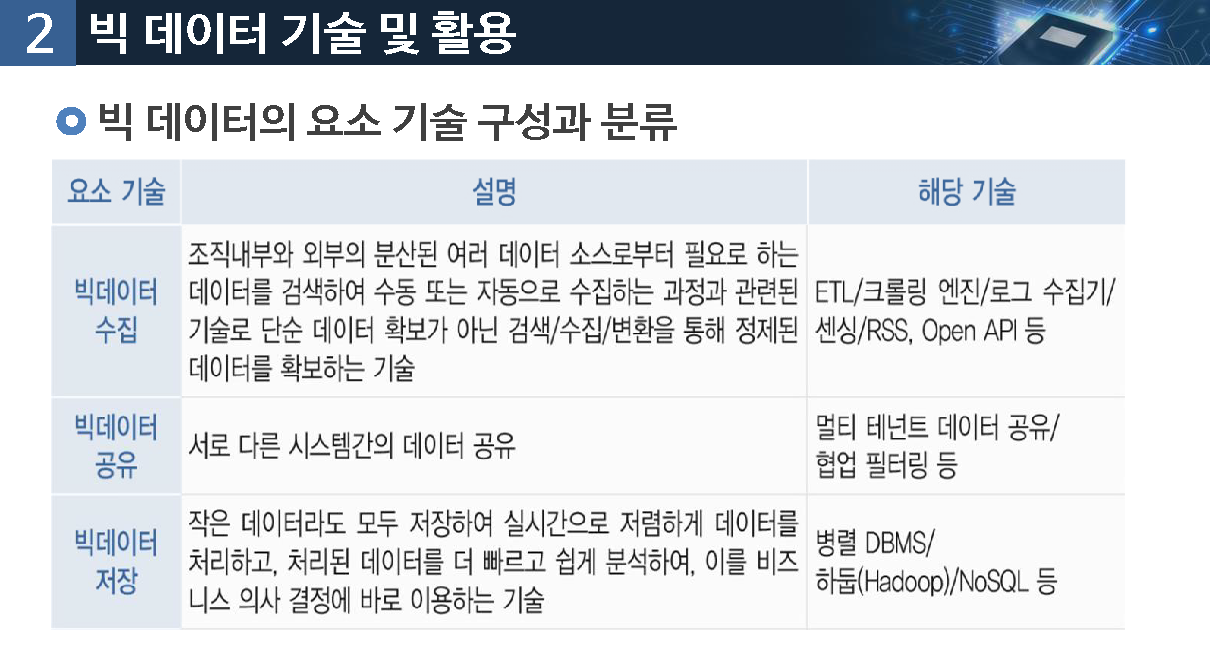 2 빅 데이터 기술 및 활용
빅 데이터의 요소 기술 구성과 분류
요소 기술 설명 해당 기술
빅데이터
수집
조직내부와 외부의 분산된 여러 데이터 소스로부터 필요로 하는
데이터를 검색하여 수동 또는 자동으로 수집하는 과정과 관련된
기술로 단순 데이터 확보가 아닌 검색/수집/변환을 통해 정제된
데이터를 확보하는 기술
ETL/크롤링 엔진/로그 수집기/
센싱/RSS, Open API 등
빅데이터
공유
서로 다른 시스템간의 데이터 공유
멀티 테넌트 데이터 공유/
협업 필터링 등
빅데이터
저장
작은 데이터라도 모두 저장하여 실시간으로 저렴하게 데이터를
처리하고, 처리된 데이터를 더 빠르고 쉽게 분석하여, 이를 비즈
니스 의사 결정에 바로 이용하는 기술
병렬 DBMS/
하둡(Hadoop)/NoSQL 등